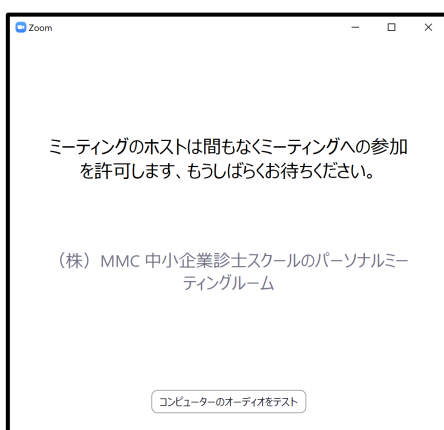 Zoom
ミーティングのホストは間もなくミーティングへの参加
を許可します、もうしばらくお待ちください。
（株）MMC 中小企業診士スクールのパーソナルミー
ティングルーム
コンピューターのオーディオをテスト